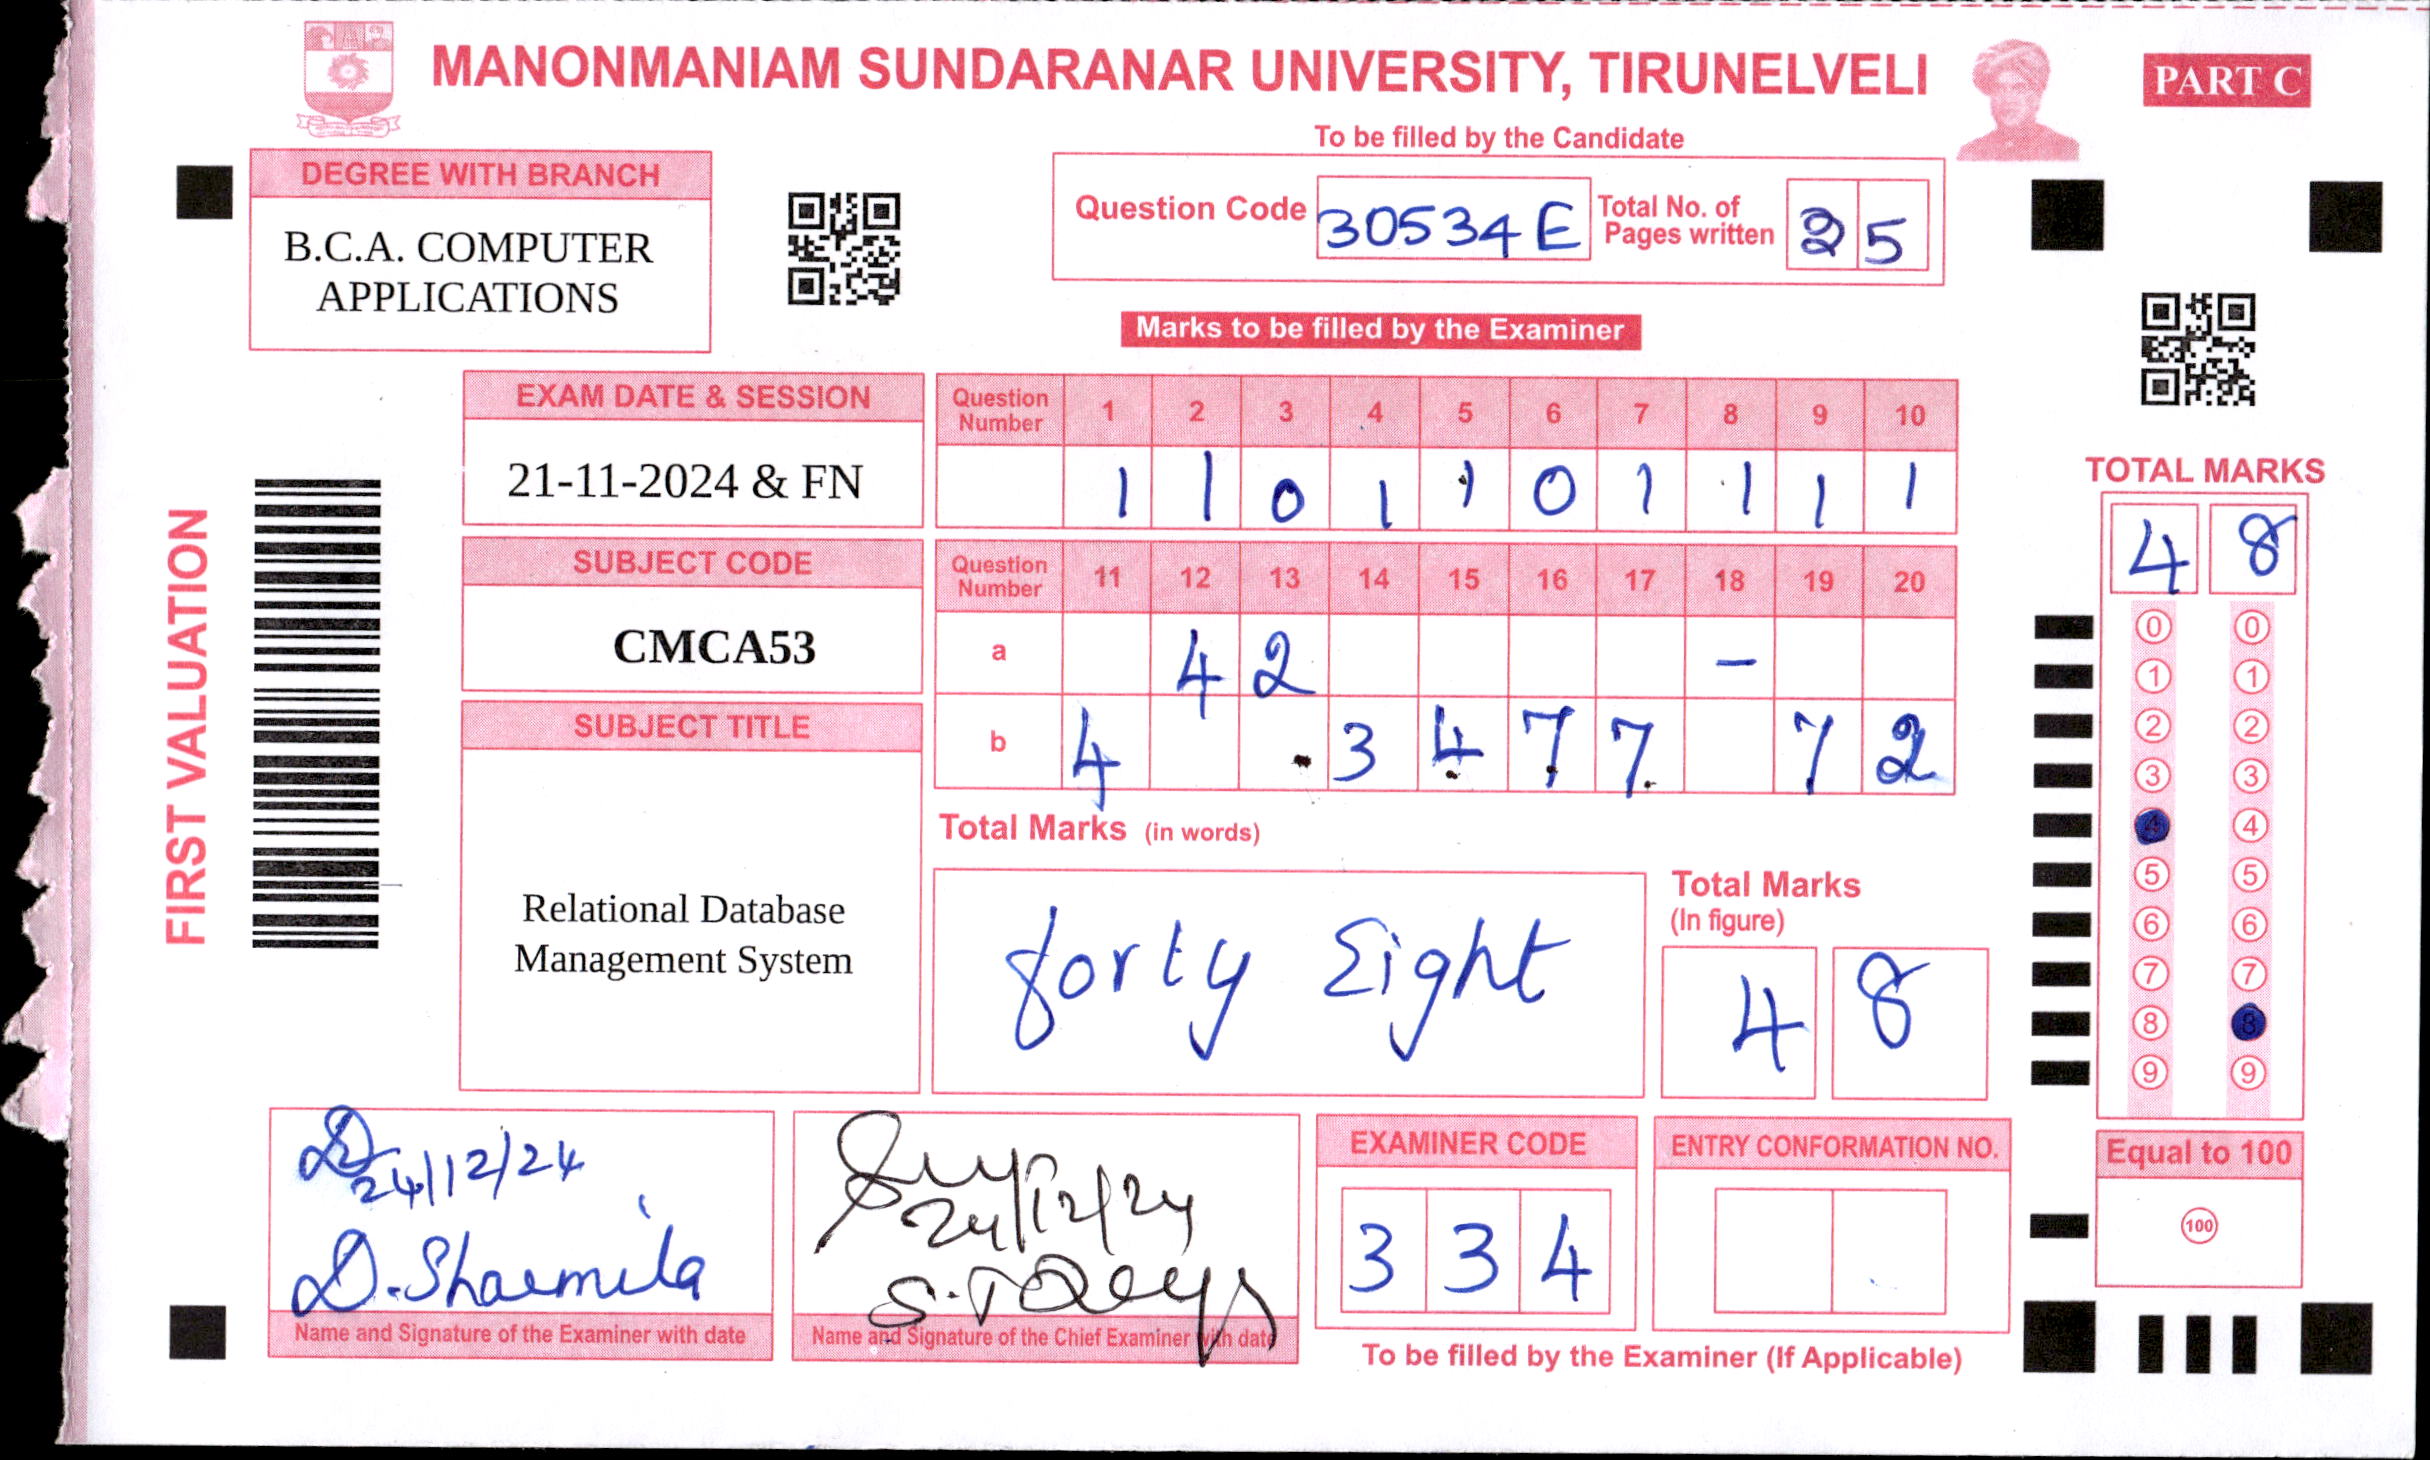 MANONMANIAM SUNDARANAR UNIVERSITY, TIRUNELVELI
PART C
To be filled by the Candidate
DEGREE WITH BRANCH
B.C.A. COMPUTER
APPLICATIONS
Question Code 30534E Total No. of Pages written 25
Marks to be filled by the Examiner
FIRST VALUATION
EXAM DATE & SESSION
21-11-2024 & FN
Question Number 1 2 3 4 5 6 7 8 9 10
1 1 0 1 1 0 1 1 1 1
SUBJECT CODE
CMCA53
Question Number 11 12 13 14 15 16 17 18 19 20
a 4 2 -
b 4 3 4 7 7 7 2
SUBJECT TITLE
Relational Database
Management System
Total Marks (in words)
forty Eight
Total Marks
(In figure)
4 8
TOTAL MARKS
4 8
0 0
1 1
2 2
3 3
4 4
5 5
6 6
7 7
8 8
9 9
Equal to 100
100
24/12/24
D. Sharmila
Name and Signature of the Examiner with date
24/12/24
Name and Signature of the Chief Examiner with date
EXAMINER CODE
3 3 4
ENTRY CONFORMATION NO.
To be filled by the Examiner (If Applicable)